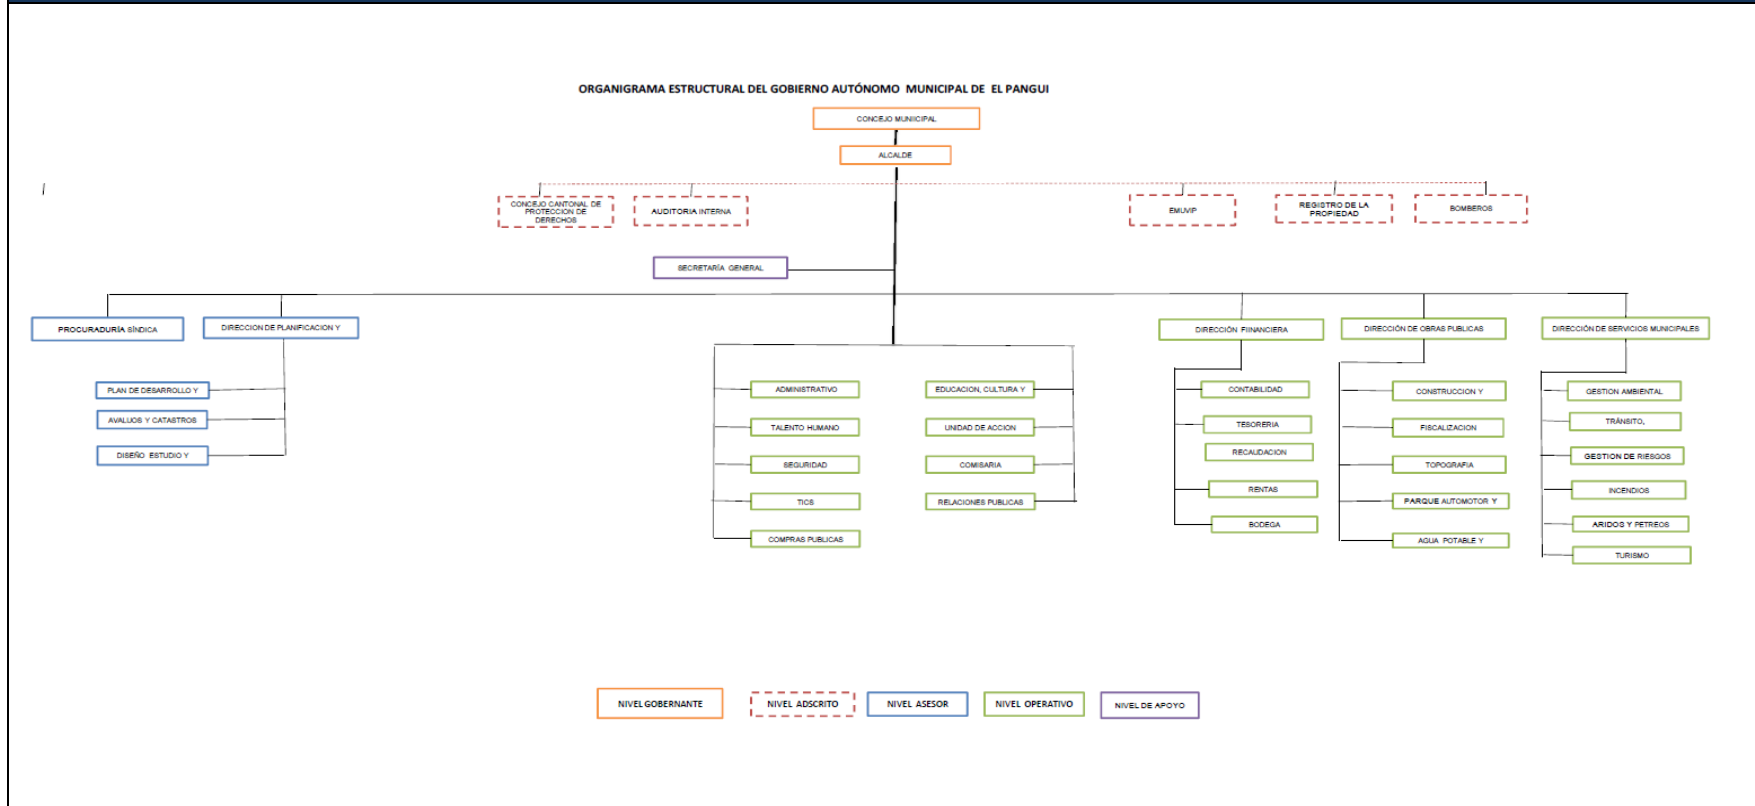 ORGANIGRAMA ESTRUCTURAL DEL GOBIERNO AUTÓNOMO MUNICIPAL DE EL PANGUI
CONCEJO MUNIICIPAL
ALCALDE
CONCEJO CANTONAL DE
PROTECCION DE
DERECHOS
AUDITORIA INTERNA
EMUVIP
REGISTRO DE LA
PROPIEDAD
BOMBEROS
SECRETARÍA GENERAL
PROCURADURÍA SÍNDICA
DIRECCION DE PLANIFICACION Y
DIRECCIÓN FIINANCIERA
DIRECCIÓN DE OBRAS PUBLICAS
DIRECCIÓN DE SERVICIOS MUNICIPALES
PLAN DE DESARROLLO Y
AVALUOS Y CATASTROS
DISEÑO ESTUDIO Y
ADMINISTRATIVO
TALENTO HUMANO
SEGURIDAD
TICS
COMPRAS PUBLICAS
EDUCACION, CULTURA Y
UNIDAD DE ACCION
COMISARIA
RELACIONES PUBLICAS
CONTABILIDAD
TESORERIA
RECAUDACION
RENTAS
BODEGA
CONSTRUCCION Y
FISCALIZACION
TOPOGRAFIA
PARQUE AUTOMOTOR Y
AGUA POTABLE Y
GESTION AMBIENTAL
TRÁNSITO,
GESTION DE RIESGOS
INCENDIOS
ARIDOS Y PETREOS
TURISMO
NIVEL GOBERNANTE
NIVEL ADSCRITO
NIVEL ASESOR
NIVEL OPERATIVO
NIVEL DE APOYO